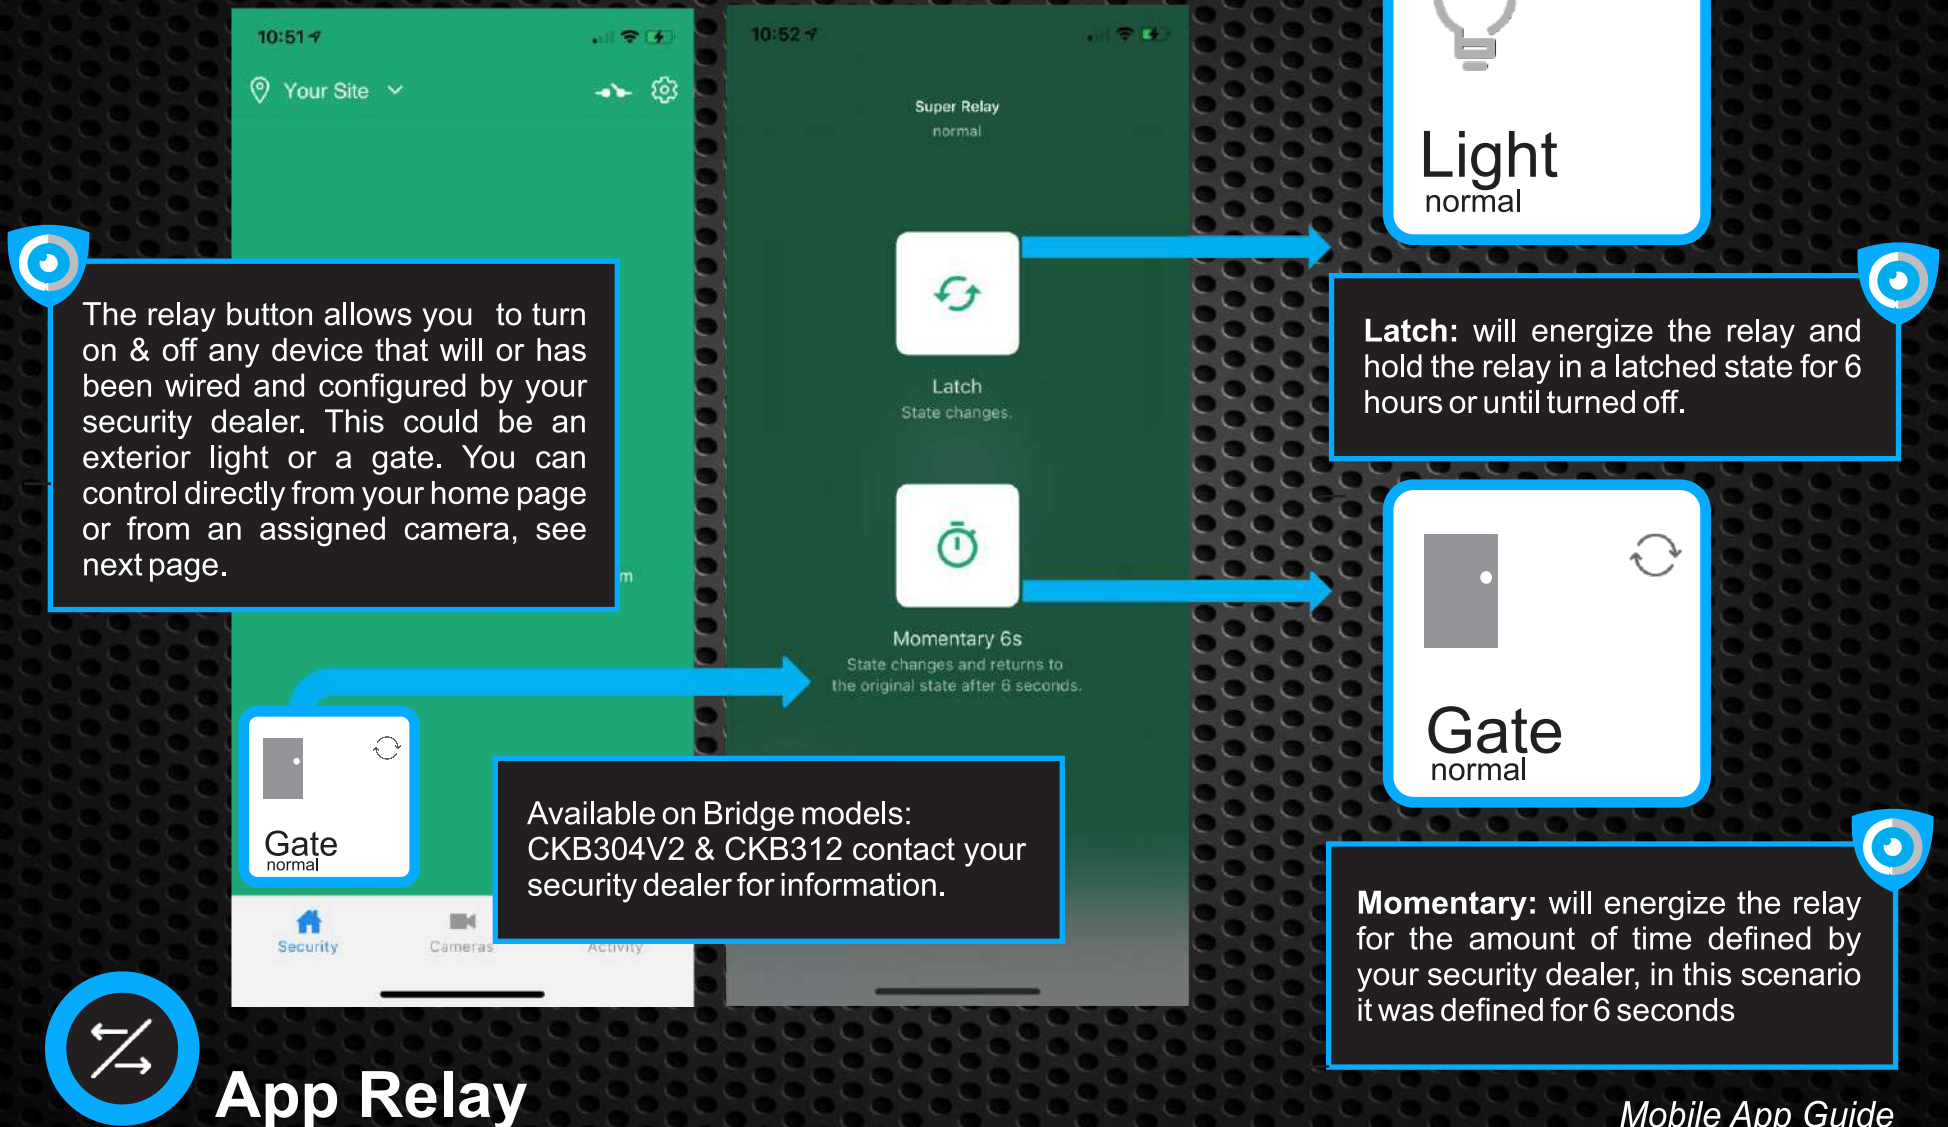 10:51
Your Site
The relay button allows you to turn
on & off any device that will or has
been wired and configured by your
security dealer. This could be an
exterior light or a gate. You can
control directly from your home page
or from an assigned camera, see
next page.
m
Gate
normal
Security
Cameras
Activity
10:52
Super Relay
normal
Latch
State changes.
Momentary 6s
State changes and returns to
the original state after 6 seconds.
Available on Bridge models:
CKB304V2 & CKB312 contact your
security dealer for information.
Light
normal
Latch: will energize the relay and
hold the relay in a latched state for 6
hours or until turned off.
Gate
normal
Momentary: will energize the relay
for the amount of time defined by
your security dealer, in this scenario
it was defined for 6 seconds
App Relay
Mobile App Guide